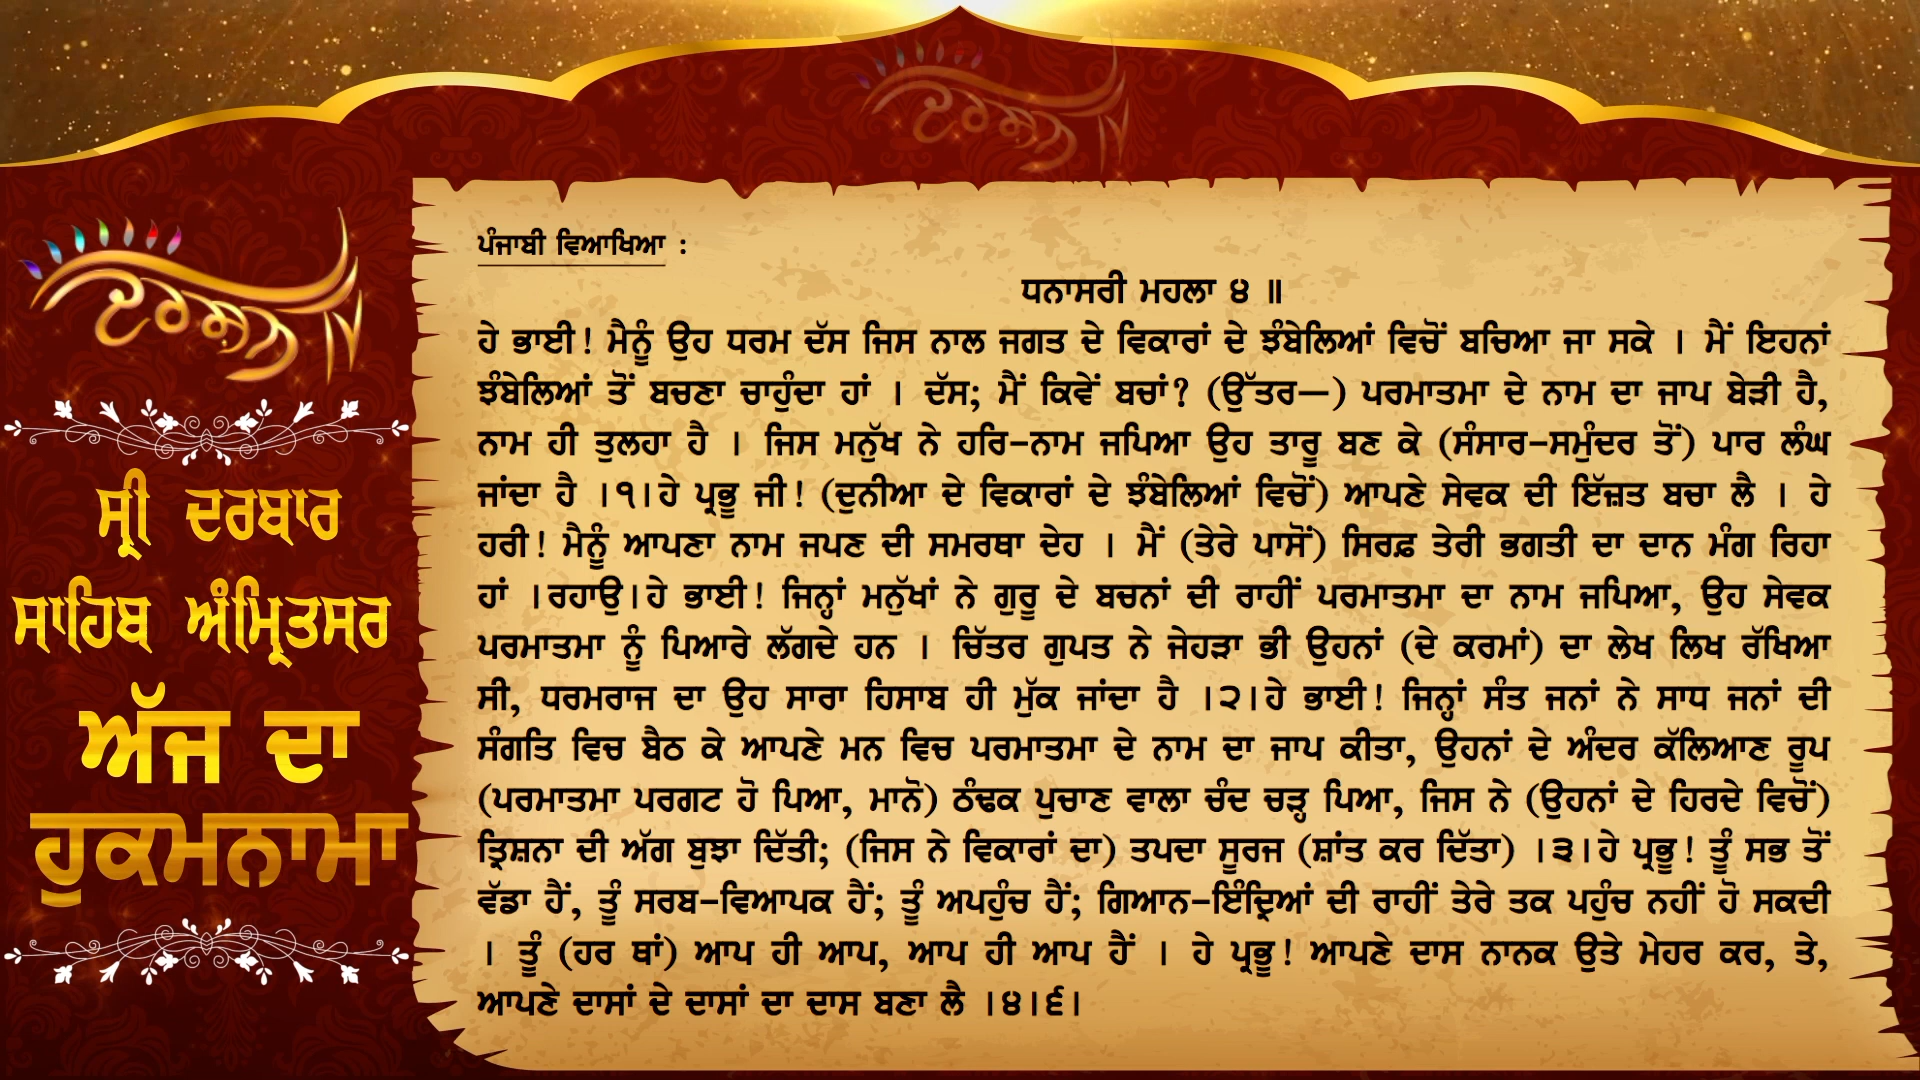 ਦਰਸ਼ਨ TV
ਦਰਸ਼ਨ TV
ਸ੍ਰੀ ਦਰਬਾਰ
ਸਾਹਿਬ ਅੰਮ੍ਰਿਤਸਰ
ਅੱਜ ਦਾ
ਹੁਕਮਨਾਮਾ
ਪੰਜਾਬੀ ਵਿਆਖਿਆ :
ਧਨਾਸਰੀ ਮਹਲਾ ੪ ॥
ਹੇ ਭਾਈ! ਮੈਨੂੰ ਉਹ ਧਰਮ ਦੱਸ ਜਿਸ ਨਾਲ ਜਗਤ ਦੇ ਵਿਕਾਰਾਂ ਦੇ ਝੰਬੇਲਿਆਂ ਵਿਚੋਂ ਬਚਿਆ ਜਾ ਸਕੇ । ਮੈਂ ਇਹਨਾਂ
ਝੰਬੇਲਿਆਂ ਤੋਂ ਬਚਣਾ ਚਾਹੁੰਦਾ ਹਾਂ । ਦੱਸ; ਮੈਂ ਕਿਵੇਂ ਬਚਾਂ? (ਉੱਤਰ—) ਪਰਮਾਤਮਾ ਦੇ ਨਾਮ ਦਾ ਜਾਪ ਬੇੜੀ ਹੈ,
ਨਾਮ ਹੀ ਤੁਲਹਾ ਹੈ । ਜਿਸ ਮਨੁੱਖ ਨੇ ਹਰਿ-ਨਾਮ ਜਪਿਆ ਉਹ ਤਾਰੂ ਬਣ ਕੇ (ਸੰਸਾਰ-ਸਮੁੰਦਰ ਤੋਂ) ਪਾਰ ਲੰਘ
ਜਾਂਦਾ ਹੈ ।੧।ਹੇ ਪ੍ਰਭੂ ਜੀ! (ਦੁਨੀਆ ਦੇ ਵਿਕਾਰਾਂ ਦੇ ਝੰਬੇਲਿਆਂ ਵਿਚੋਂ) ਆਪਣੇ ਸੇਵਕ ਦੀ ਇੱਜ਼ਤ ਬਚਾ ਲੈ । ਹੇ
ਹਰੀ! ਮੈਨੂੰ ਆਪਣਾ ਨਾਮ ਜਪਣ ਦੀ ਸਮਰਥਾ ਦੇਹ । ਮੈਂ (ਤੇਰੇ ਪਾਸੋਂ) ਸਿਰਫ਼ ਤੇਰੀ ਭਗਤੀ ਦਾ ਦਾਨ ਮੰਗ ਰਿਹਾ
ਹਾਂ ।ਰਹਾਉ।ਹੇ ਭਾਈ! ਜਿਨ੍ਹਾਂ ਮਨੁੱਖਾਂ ਨੇ ਗੁਰੂ ਦੇ ਬਚਨਾਂ ਦੀ ਰਾਹੀਂ ਪਰਮਾਤਮਾ ਦਾ ਨਾਮ ਜਪਿਆ, ਉਹ ਸੇਵਕ
ਪਰਮਾਤਮਾ ਨੂੰ ਪਿਆਰੇ ਲੱਗਦੇ ਹਨ । ਚਿੱਤਰ ਗੁਪਤ ਨੇ ਜੇਹੜਾ ਭੀ ਉਹਨਾਂ (ਦੇ ਕਰਮਾਂ) ਦਾ ਲੇਖ ਲਿਖ ਰੱਖਿਆ
ਸੀ, ਧਰਮਰਾਜ ਦਾ ਉਹ ਸਾਰਾ ਹਿਸਾਬ ਹੀ ਮੁੱਕ ਜਾਂਦਾ ਹੈ ।੨।ਹੇ ਭਾਈ! ਜਿਨ੍ਹਾਂ ਸੰਤ ਜਨਾਂ ਨੇ ਸਾਧ ਜਨਾਂ ਦੀ
ਸੰਗਤਿ ਵਿਚ ਬੈਠ ਕੇ ਆਪਣੇ ਮਨ ਵਿਚ ਪਰਮਾਤਮਾ ਦੇ ਨਾਮ ਦਾ ਜਾਪ ਕੀਤਾ, ਉਹਨਾਂ ਦੇ ਅੰਦਰ ਕੱਲਿਆਣ ਰੂਪ
(ਪਰਮਾਤਮਾ ਪਰਗਟ ਹੋ ਪਿਆ, ਮਾਨੋ) ਠੰਢਕ ਪੁਚਾਣ ਵਾਲਾ ਚੰਦ ਚੜ੍ਹ ਪਿਆ, ਜਿਸ ਨੇ (ਉਹਨਾਂ ਦੇ ਹਿਰਦੇ ਵਿਚੋਂ)
ਤ੍ਰਿਸ਼ਨਾ ਦੀ ਅੱਗ ਬੁਝਾ ਦਿੱਤੀ; (ਜਿਸ ਨੇ ਵਿਕਾਰਾਂ ਦਾ) ਤਪਦਾ ਸੂਰਜ (ਸ਼ਾਂਤ ਕਰ ਦਿੱਤਾ) ।੩।ਹੇ ਪ੍ਰਭੂ! ਤੂੰ ਸਭ ਤੋਂ
ਵੱਡਾ ਹੈਂ, ਤੂੰ ਸਰਬ-ਵਿਆਪਕ ਹੈਂ; ਤੂੰ ਅਪਹੁੰਚ ਹੈਂ; ਗਿਆਨ-ਇੰਦ੍ਰਿਆਂ ਦੀ ਰਾਹੀਂ ਤੇਰੇ ਤਕ ਪਹੁੰਚ ਨਹੀਂ ਹੋ ਸਕਦੀ
। ਤੂੰ (ਹਰ ਥਾਂ) ਆਪ ਹੀ ਆਪ, ਆਪ ਹੀ ਆਪ ਹੈਂ । ਹੇ ਪ੍ਰਭੂ! ਆਪਣੇ ਦਾਸ ਨਾਨਕ ਉਤੇ ਮੇਹਰ ਕਰ, ਤੇ,
ਆਪਣੇ ਦਾਸਾਂ ਦੇ ਦਾਸਾਂ ਦਾ ਦਾਸ ਬਣਾ ਲੈ ।੪।੬।